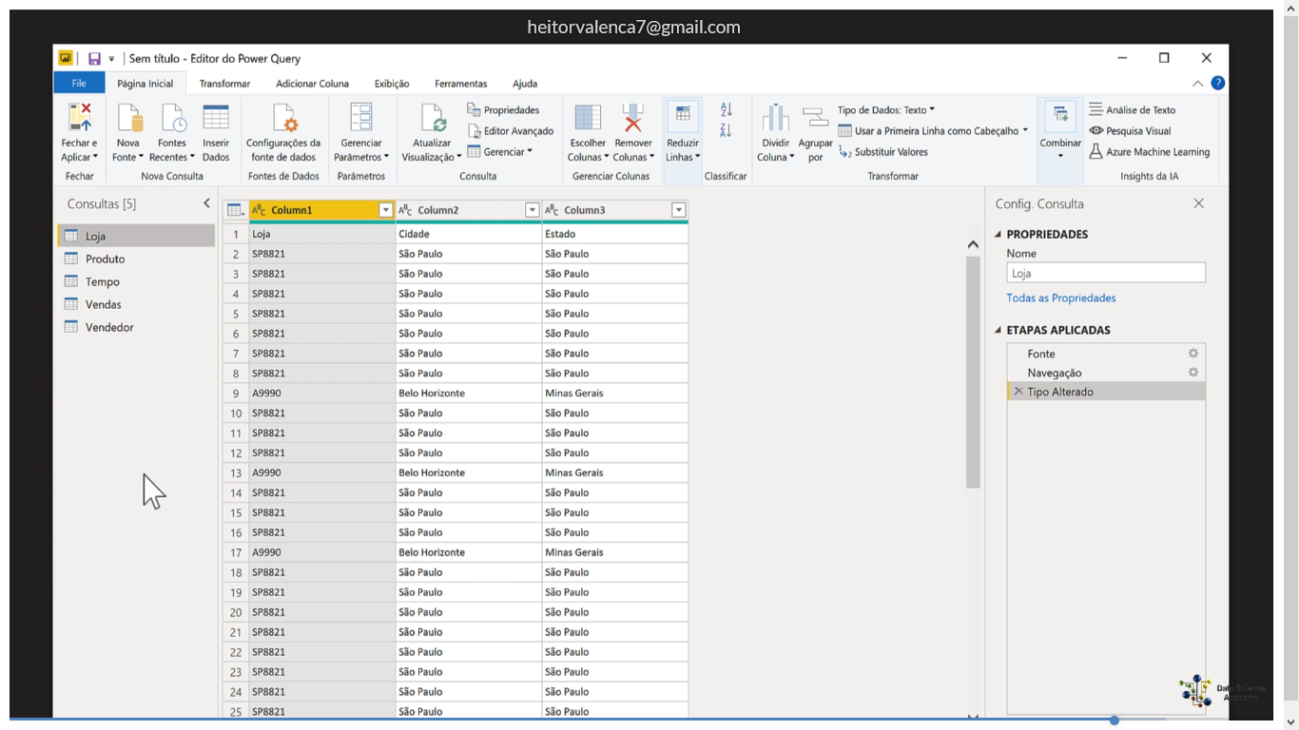 heitorvalenca7@gmail.com
Sem título - Editor do Power Query
File Página Inicial Transformar Adicionar Coluna Exibição Ferramentas Ajuda
Fechar e Aplicar
Nova Fonte
Fontes Recentes
Inserir Dados
Configurações da fonte de dados
Gerenciar Parâmetros
Atualizar Visualização
Propriedades
Editor Avançado
Gerenciar
Escolher Colunas
Remover Colunas
Reduzir Linhas
Dividir Coluna
Agrupar por
Tipo de Dados: Texto
Usar a Primeira Linha como Cabeçalho
Substituir Valores
Combinar
Análise de Texto
Pesquisa Visual
Azure Machine Learning
Fechar Nova Consulta Fontes de Dados Parâmetros Consulta Gerenciar Colunas Classificar Transformar Insights da IA
Consultas [5]
Loja
Produto
Tempo
Vendas
Vendedor
Column1 Column2 Column3
1 Loja Cidade Estado
2 SP8821 São Paulo São Paulo
3 SP8821 São Paulo São Paulo
4 SP8821 São Paulo São Paulo
5 SP8821 São Paulo São Paulo
6 SP8821 São Paulo São Paulo
7 SP8821 São Paulo São Paulo
8 SP8821 São Paulo São Paulo
9 A9990 Belo Horizonte Minas Gerais
10 SP8821 São Paulo São Paulo
11 SP8821 São Paulo São Paulo
12 SP8821 São Paulo São Paulo
13 A9990 Belo Horizonte Minas Gerais
14 SP8821 São Paulo São Paulo
15 SP8821 São Paulo São Paulo
16 SP8821 São Paulo São Paulo
17 A9990 Belo Horizonte Minas Gerais
18 SP8821 São Paulo São Paulo
19 SP8821 São Paulo São Paulo
20 SP8821 São Paulo São Paulo
21 SP8821 São Paulo São Paulo
22 SP8821 São Paulo São Paulo
23 SP8821 São Paulo São Paulo
24 SP8821 São Paulo São Paulo
25 SP8821 São Paulo São Paulo
Config. Consulta
PROPRIEDADES
Nome
Loja
Todas as Propriedades
ETAPAS APLICADAS
Fonte
Navegação
Tipo Alterado
Data Science
Academy